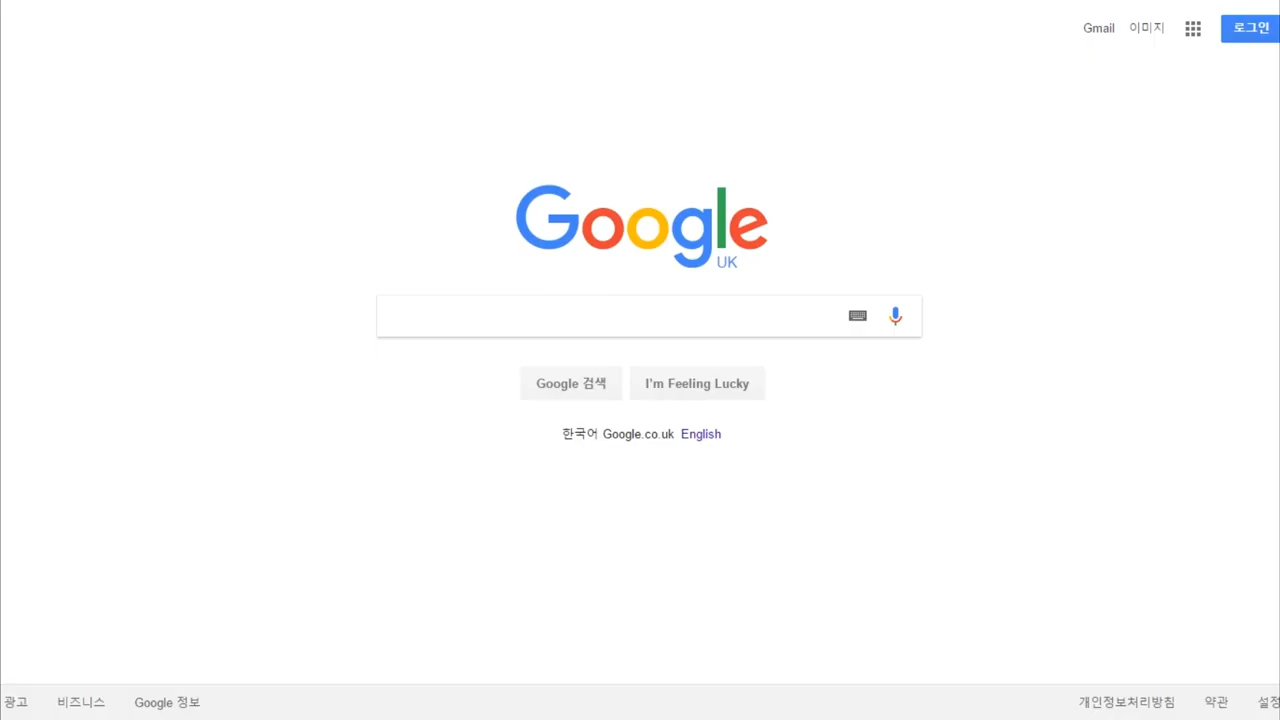 Gmail 이미지 로그인
Google
UK
Google 검색 I'm Feeling Lucky
한국어 Google.co.uk English
광고 비즈니스 Google 정보 개인정보처리방침 약관 설정